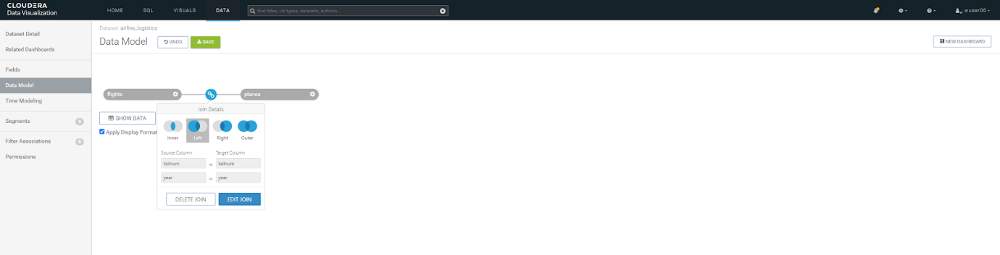 CLOUDERA
Data Visualization
HOME SQL VISUALS DATA
find titles, viz types, datasets, authors...
wuser00
Dataset Detail
Related Dashboards
Fields
Data Model
Time Modeling
Segments 0
Filter Associations 0
Permissions
Dataset: airline_logistics
Data Model UNDO SAVE
NEW DASHBOARD
flights planes
SHOW DATA
Apply Display Format
Join Details
Inner Left Right Outer
Source Column Target Column
tailnum = tailnum
year = year
DELETE JOIN EDIT JOIN